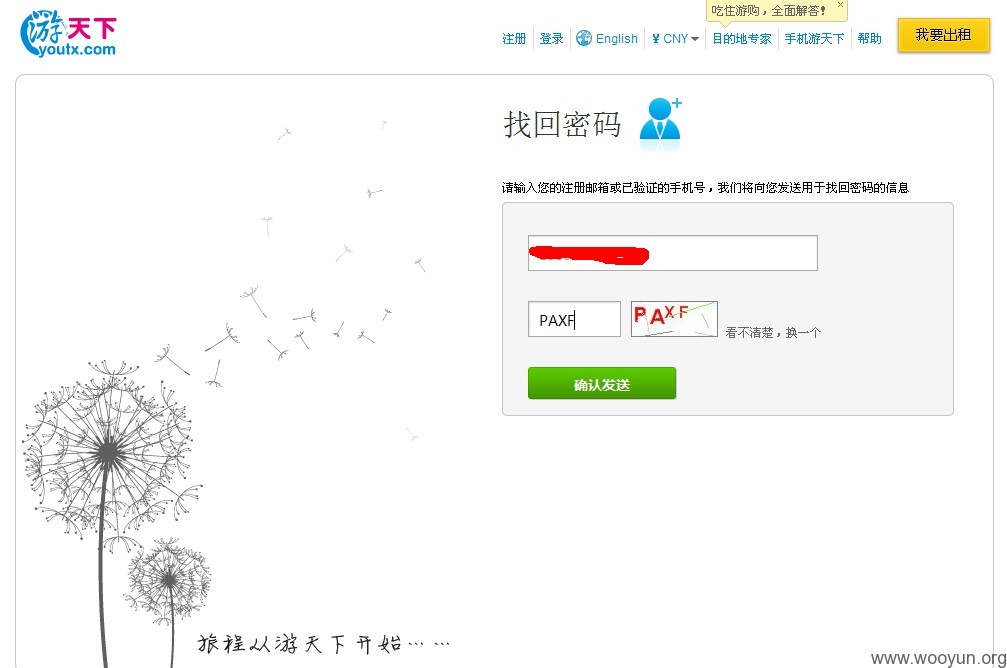 吃住游购，全面解答!
游天下
youtx.com
注册 登录 English ¥ CNY 目的地专家 手机游天下 帮助 我要出租
找回密码
请输入您的注册邮箱或已验证的手机号，我们将向您发送用于找回密码的信息
PAXF PAXF 看不清楚，换一个
确认发送
旅程从游天下开始……
www.wooyun.org